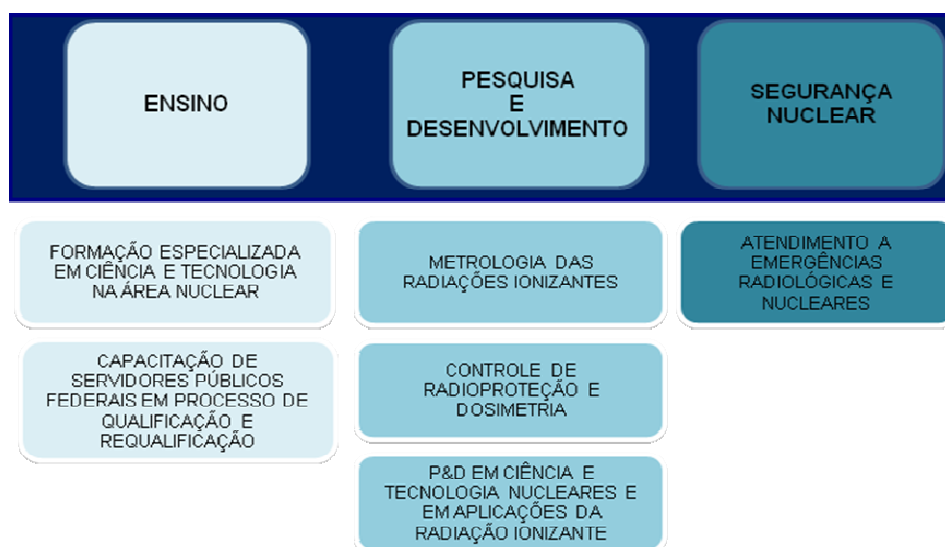 ENSINO
PESQUISA
E
DESENVOLVIMENTO
SEGURANÇA
NUCLEAR
FORMAÇÃO ESPECIALIZADA
EM CIÊNCIA E TECNOLOGIA
NA ÁREA NUCLEAR
CAPACITAÇÃO DE
SERVIDORES PÚBLICOS
FEDERAIS EM PROCESSO DE
QUALIFICAÇÃO E
REQUALIFICAÇÃO
METROLOGIA DAS
RADIAÇÕES IONIZANTES
CONTROLE DE
RADIOPROTEÇÃO E
DOSIMETRIA
P&D EM CIÊNCIA E
TECNOLOGIA NUCLEARES E
EM APLICAÇÕES DA
RADIAÇÃO IONIZANTE
ATENDIMENTO A
EMERGÊNCIAS
RADIOLÓGICAS E
NUCLEARES